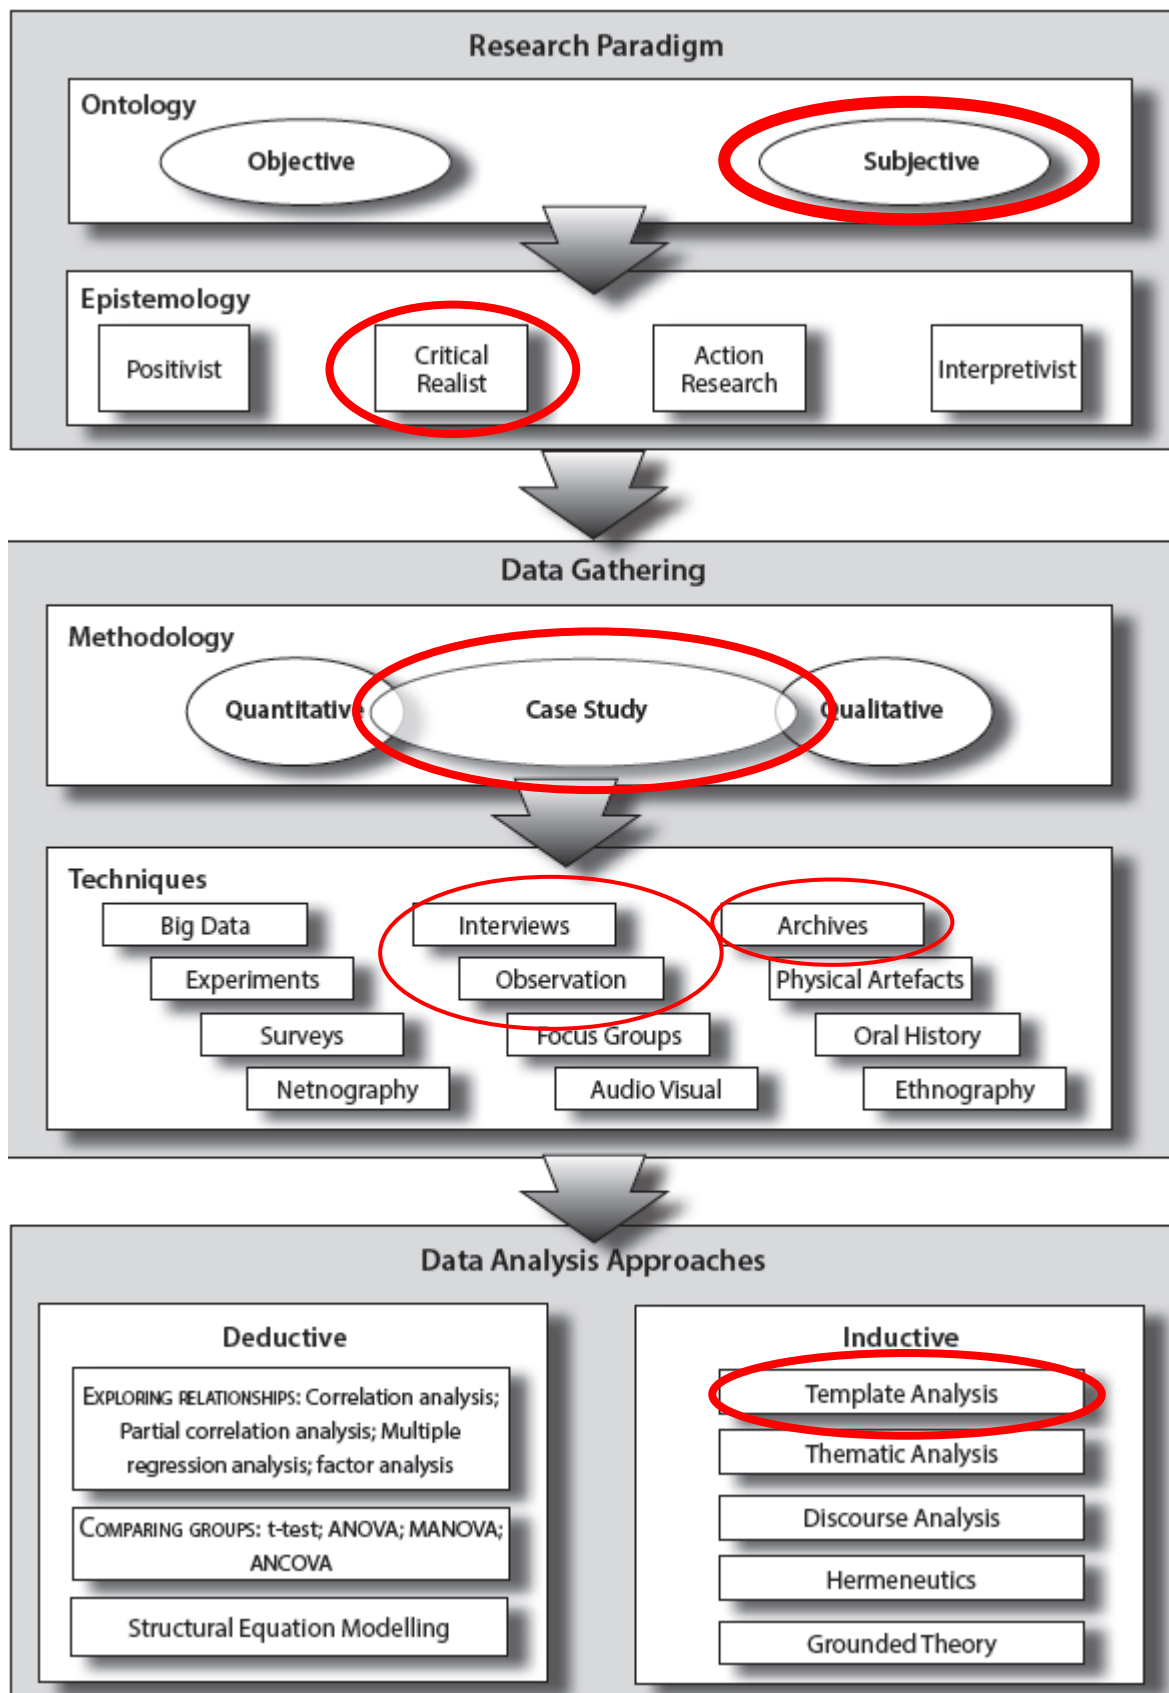 Research Paradigm
Ontology
Objective
Subjective
Epistemology
Positivist
Critical
Realist
Action
Research
Interpretivist
Data Gathering
Methodology
Quantitative
Case Study
Qualitative
Techniques
Big Data
Interviews
Archives
Experiments
Observation
Physical Artefacts
Surveys
Focus Groups
Oral History
Netnography
Audio Visual
Ethnography
Data Analysis Approaches
Deductive
EXPLORING RELATIONSHIPS: Correlation analysis;
Partial correlation analysis; Multiple
regression analysis; factor analysis
COMPARING GROUPS: t-test; ANOVA; MANOVA;
ANCOVA
Structural Equation Modelling
Inductive
Template Analysis
Thematic Analysis
Discourse Analysis
Hermeneutics
Grounded Theory